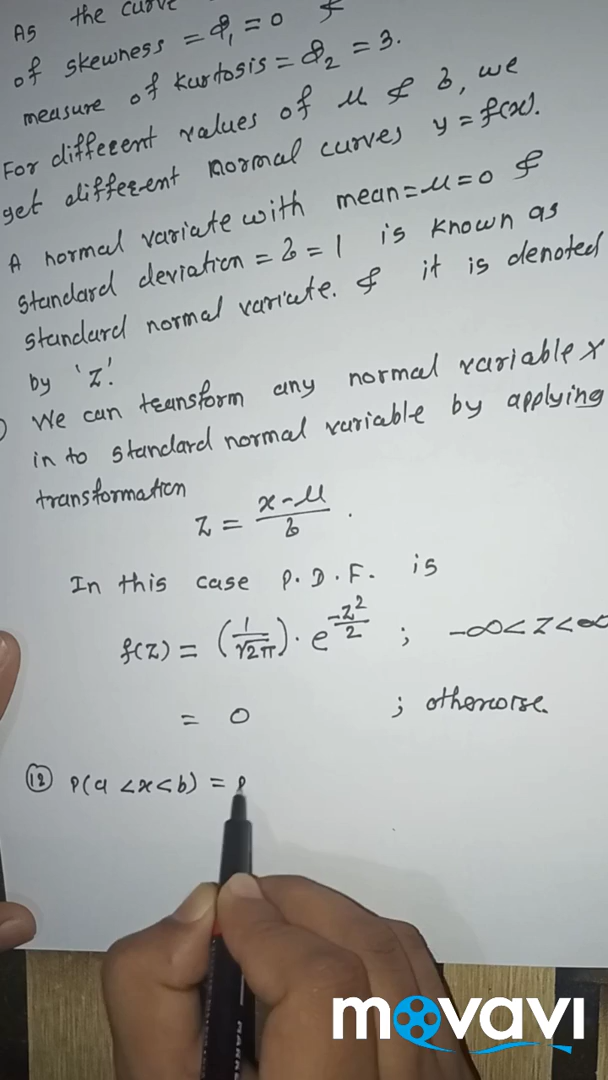 As the curve
of skewness = β₁ = 0 &
measure of kurtosis = β₂ = 3.
For different values of μ & σ, we
get different normal curves y = f(x).
A normal variate with mean = μ = 0 &
standard deviation = σ = 1 is known as
standard normal variate. & it is denoted
by 'Z'.
We can transform any normal variable X
in to standard normal variable by applying
transformation
Z = (x-μ)/σ .
In this case P.D.F. is
f(z) = (1/√2π) · e^(-z²/2) ; -∞<z<∞
= 0 ; otherwise.
(12) P(a <x<b) = P
movavi